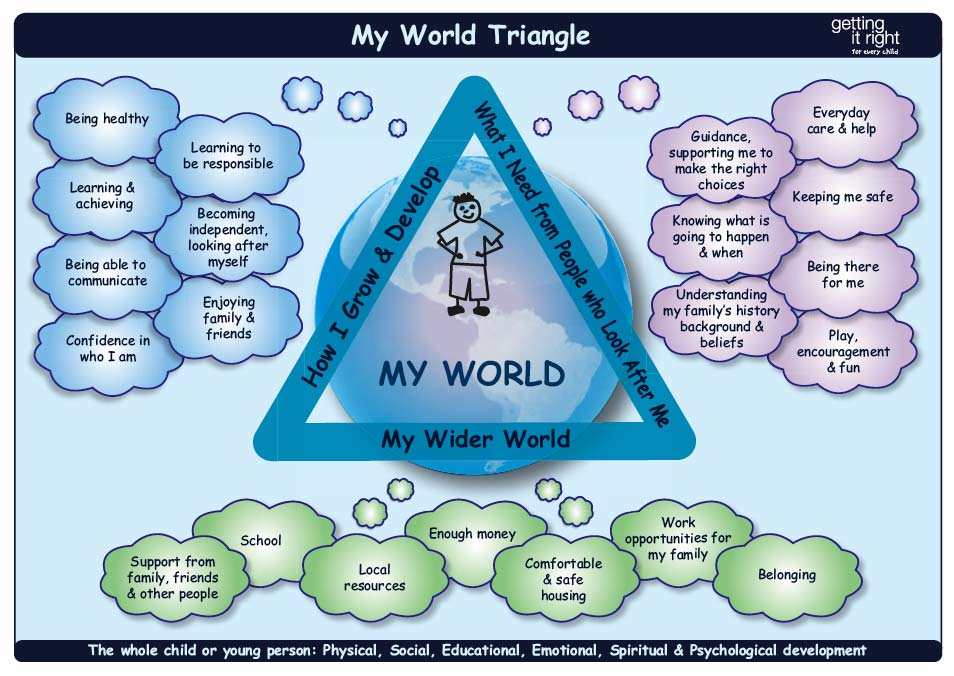 My World Triangle
getting
it right
for every child
Being healthy
Learning to
be responsible
Learning &
achieving
Becoming
independent,
looking after
myself
Being able to
communicate
Enjoying
family &
friends
Confidence in
who I am
How I Grow & Develop
What I Need from People who Look After Me
My Wider World
MY WORLD
Everyday
care & help
Guidance,
supporting me to
make the right
choices
Keeping me safe
Knowing what is
going to happen
& when
Being there
for me
Understanding
my family's history
background &
beliefs
Play,
encouragement
& fun
Support from
family, friends
& other people
School
Local
resources
Enough money
Comfortable
& safe
housing
Work
opportunities for
my family
Belonging
The whole child or young person: Physical, Social, Educational, Emotional, Spiritual & Psychological development